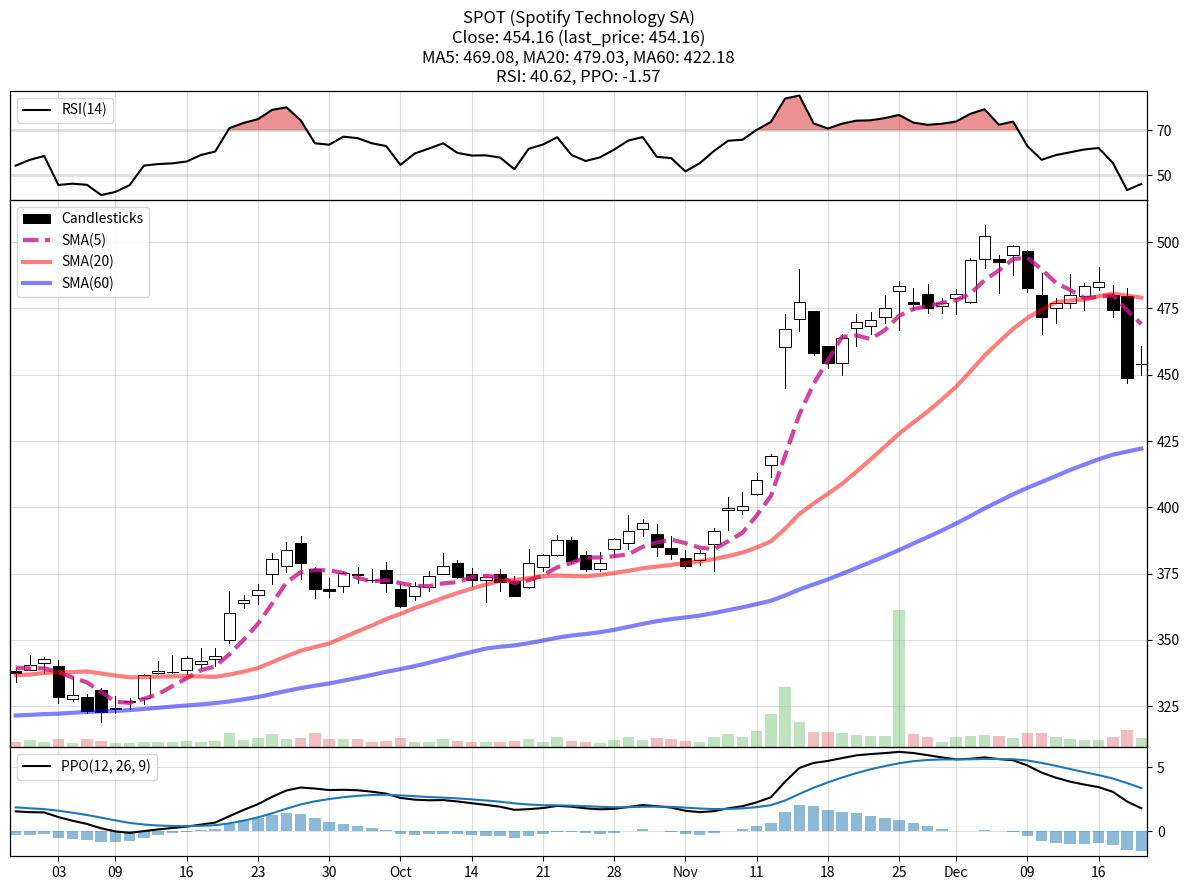 SPOT (Spotify Technology SA)
Close: 454.16 (last_price: 454.16)
MA5: 469.08, MA20: 479.03, MA60: 422.18
RSI: 40.62, PPO: -1.57
RSI(14)
70
50
Candlesticks
SMA(5)
SMA(20)
SMA(60)
500
475
450
425
400
375
350
325
PPO(12, 26, 9)
5
0
03 09 16 23 30 Oct 14 21 28 Nov 11 18 25 Dec 09 16